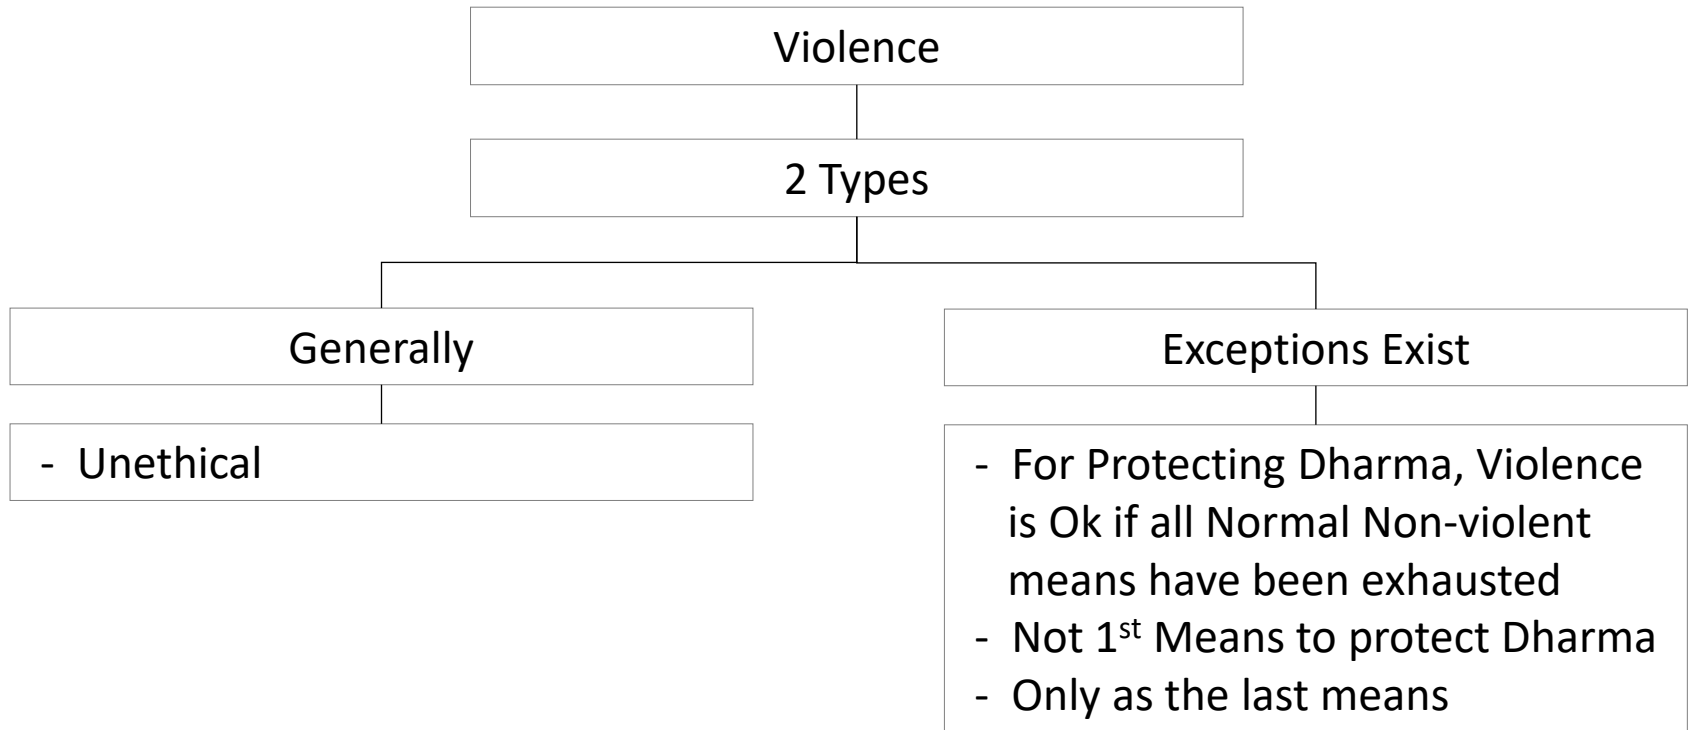 Violence
2 Types
Generally
Exceptions Exist
- Unethical
- For Protecting Dharma, Violence
is Ok if all Normal Non-violent
means have been exhausted
- Not 1st Means to protect Dharma
- Only as the last means